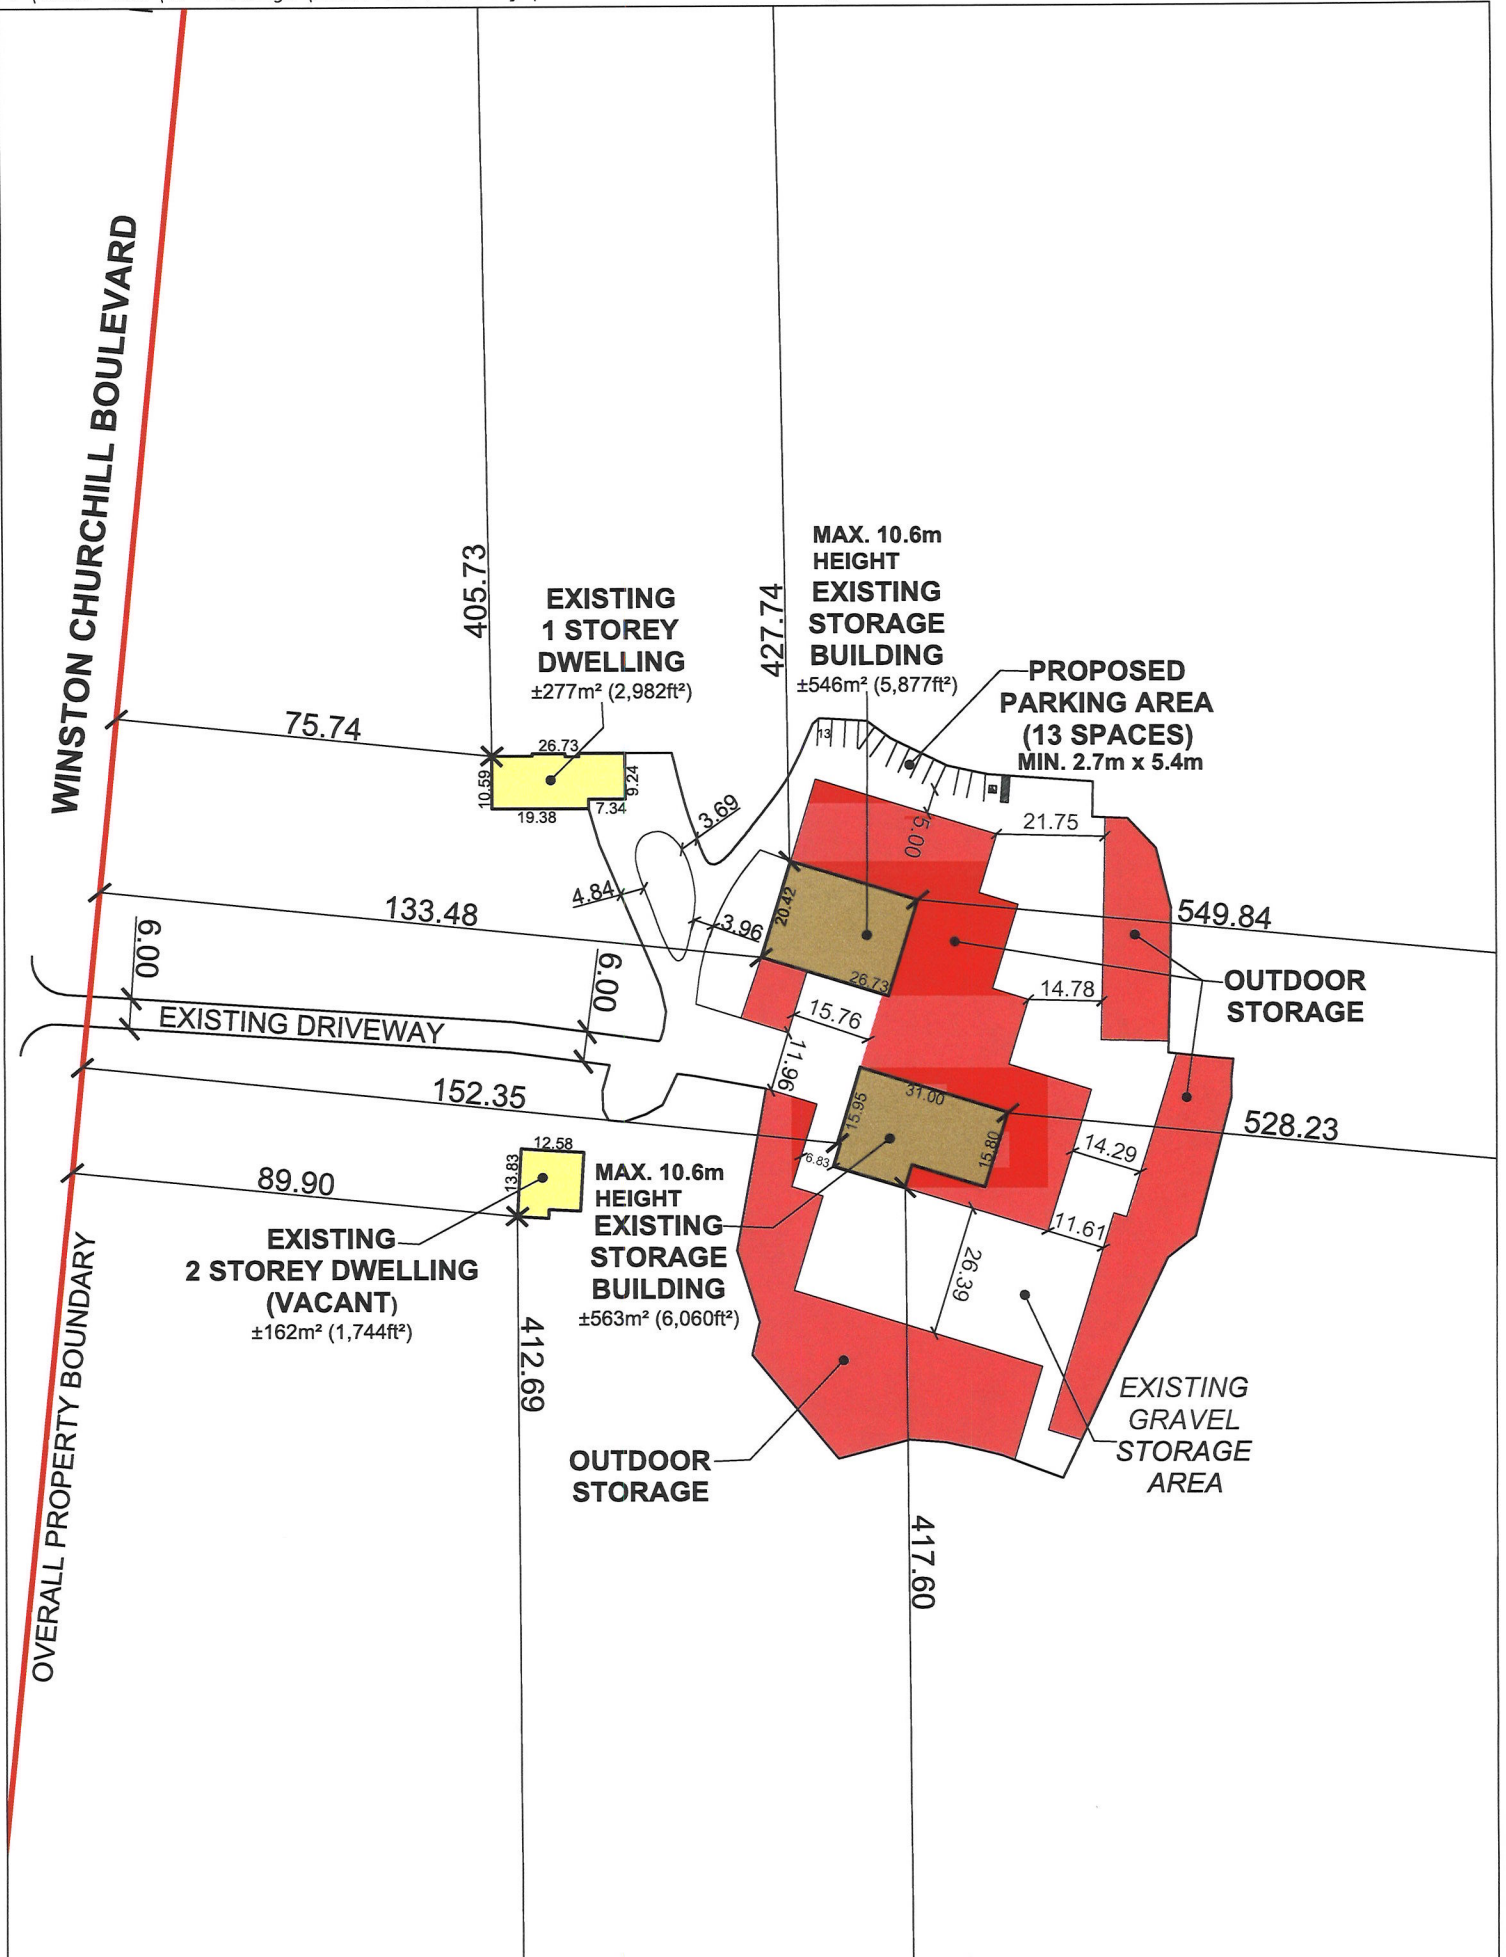 WINSTON CHURCHILL BOULEVARD
405.73
427.74
MAX. 10.6m
HEIGHT
EXISTING
STORAGE
BUILDING
±546m² (5,877ft²)
EXISTING
1 STOREY
DWELLING
±277m² (2,982ft²)
PROPOSED
PARKING AREA
(13 SPACES)
MIN. 2.7m x 5.4m
13
75.74
26.73
10.59
9.24
19.38
7.34
3.69
5.00
21.75
4.84
133.48
3.96
20.42
26.73
549.84
6.00
6.00
EXISTING DRIVEWAY
15.76
14.78
OUTDOOR
STORAGE
11.96
152.35
31.00
15.95
15.80
6.83
528.23
14.29
12.58
13.83
89.90
MAX. 10.6m
HEIGHT
EXISTING
STORAGE
BUILDING
±563m² (6,060ft²)
11.61
26.39
EXISTING
2 STOREY DWELLING
(VACANT)
±162m² (1,744ft²)
412.69
OVERALL PROPERTY BOUNDARY
EXISTING
GRAVEL
STORAGE
AREA
OUTDOOR
STORAGE
417.60